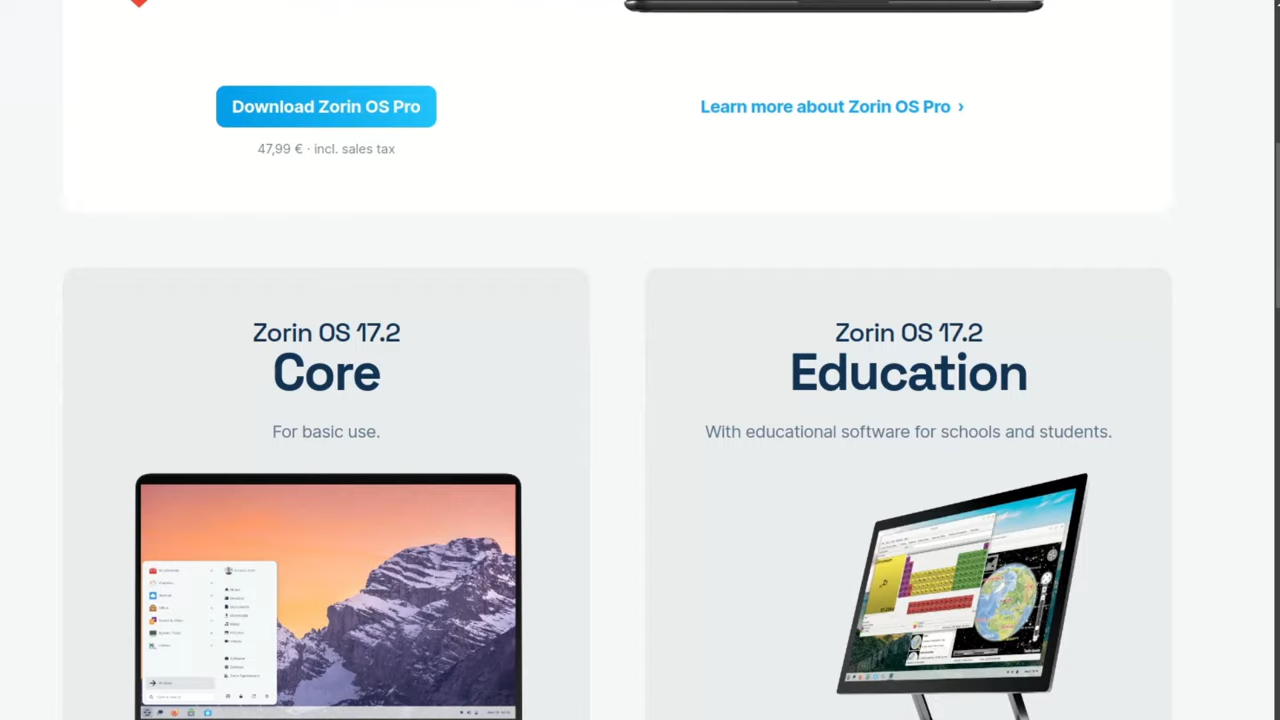 Download Zorin OS Pro
Learn more about Zorin OS Pro ›
47,99 € · incl. sales tax
Zorin OS 17.2
Core
For basic use.
Zorin OS 17.2
Education
With educational software for schools and students.